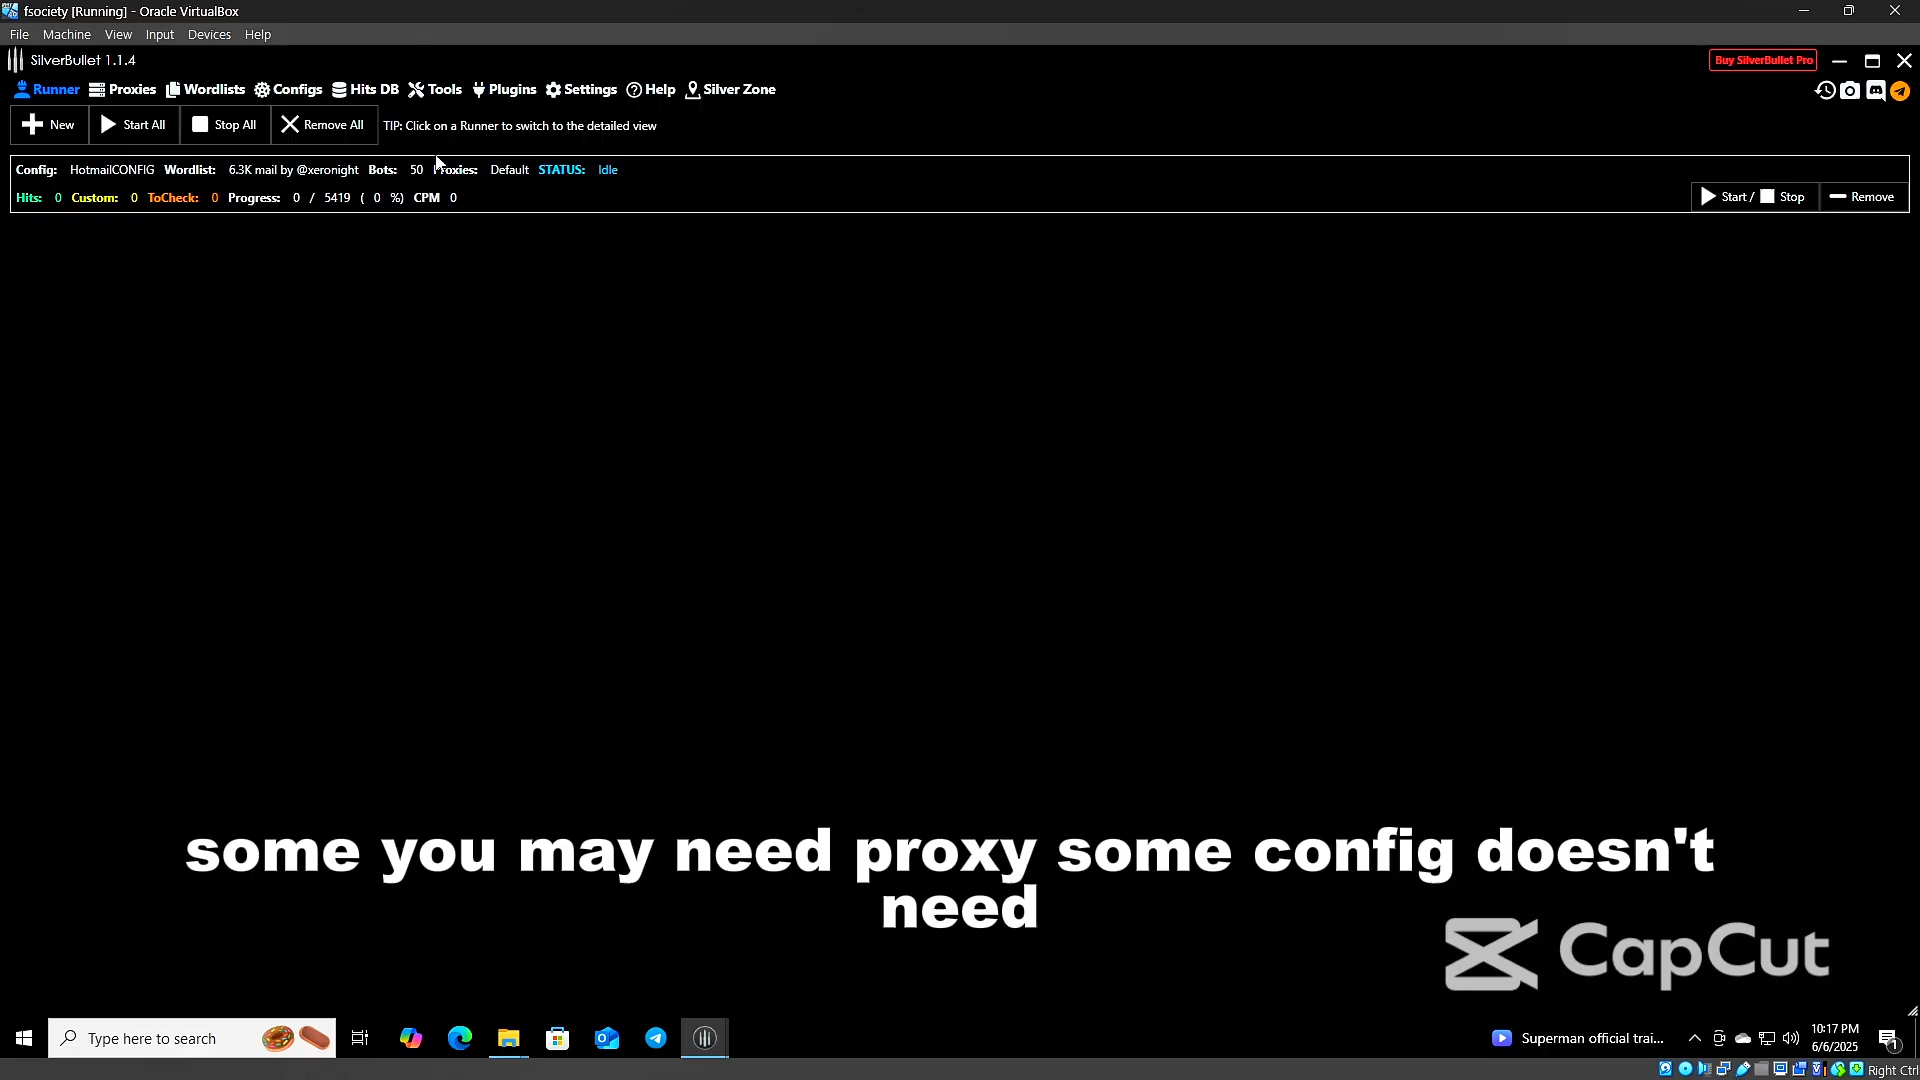 fsociety [Running] - Oracle VirtualBox
File Machine View Input Devices Help
SilverBullet 1.1.4
Buy SilverBullet Pro
Runner Proxies Wordlists Configs Hits DB Tools Plugins Settings Help Silver Zone
New Start All Stop All Remove All TIP: Click on a Runner to switch to the detailed view
Config: HotmailCONFIG Wordlist: 6.3K mail by @xeronight Bots: 50 Proxies: Default STATUS: Idle
Hits: 0 Custom: 0 ToCheck: 0 Progress: 0 / 5419 ( 0 %) CPM 0
Start / Stop Remove
some you may need proxy some config doesn't
need
CapCut
Type here to search
Superman official trai...
10:17 PM
6/6/2025
1
Right Ctrl